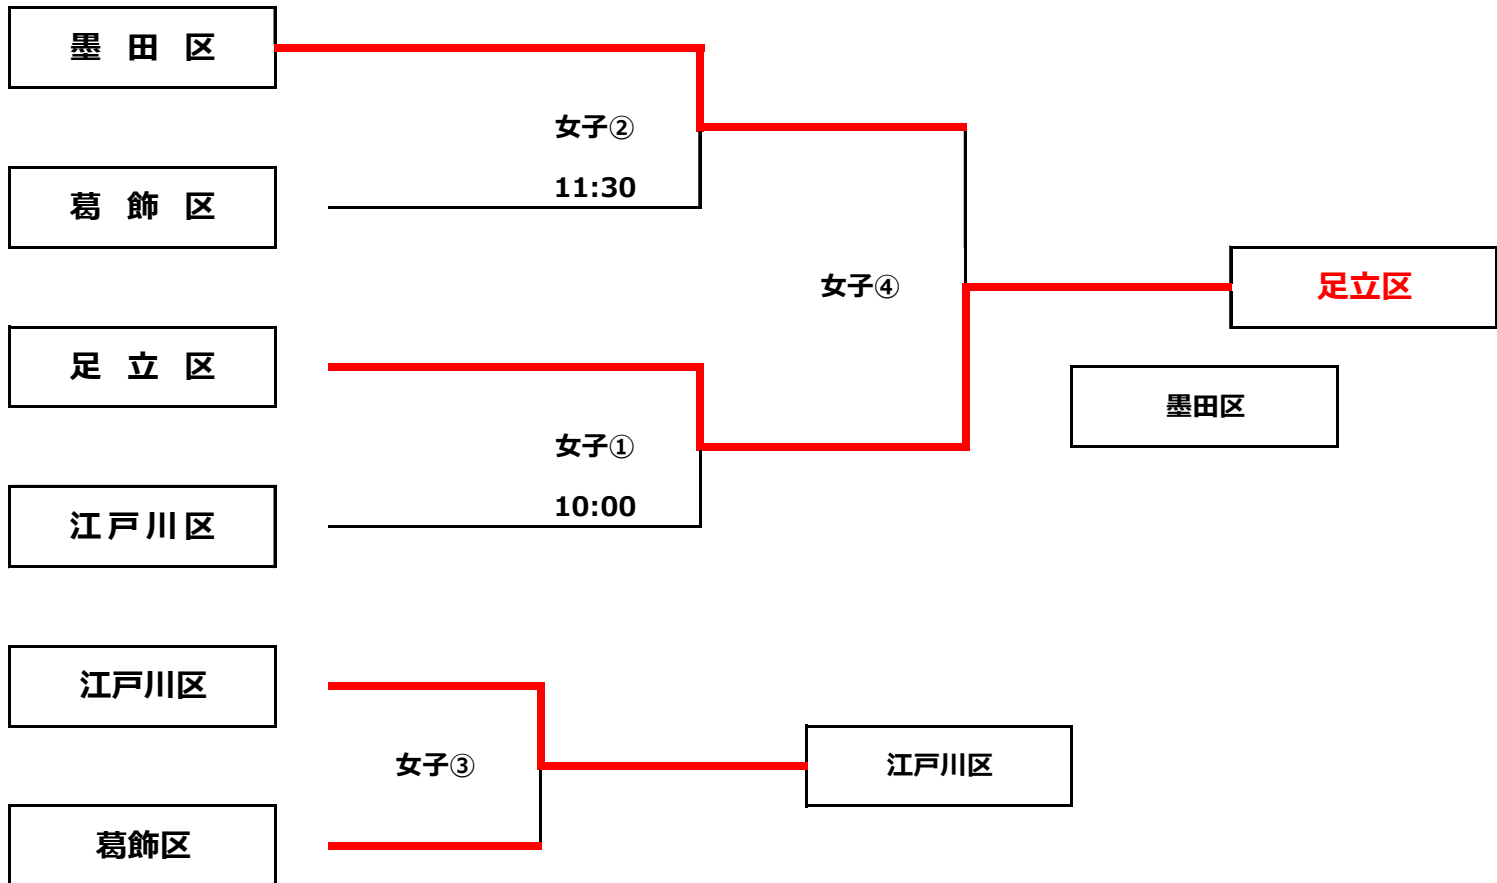 墨 田 区
女子②
11:30
葛 飾 区
女子④
足立区
足 立 区
墨田区
女子①
10:00
江戸川区
江戸川区
女子③
江戸川区
葛飾区